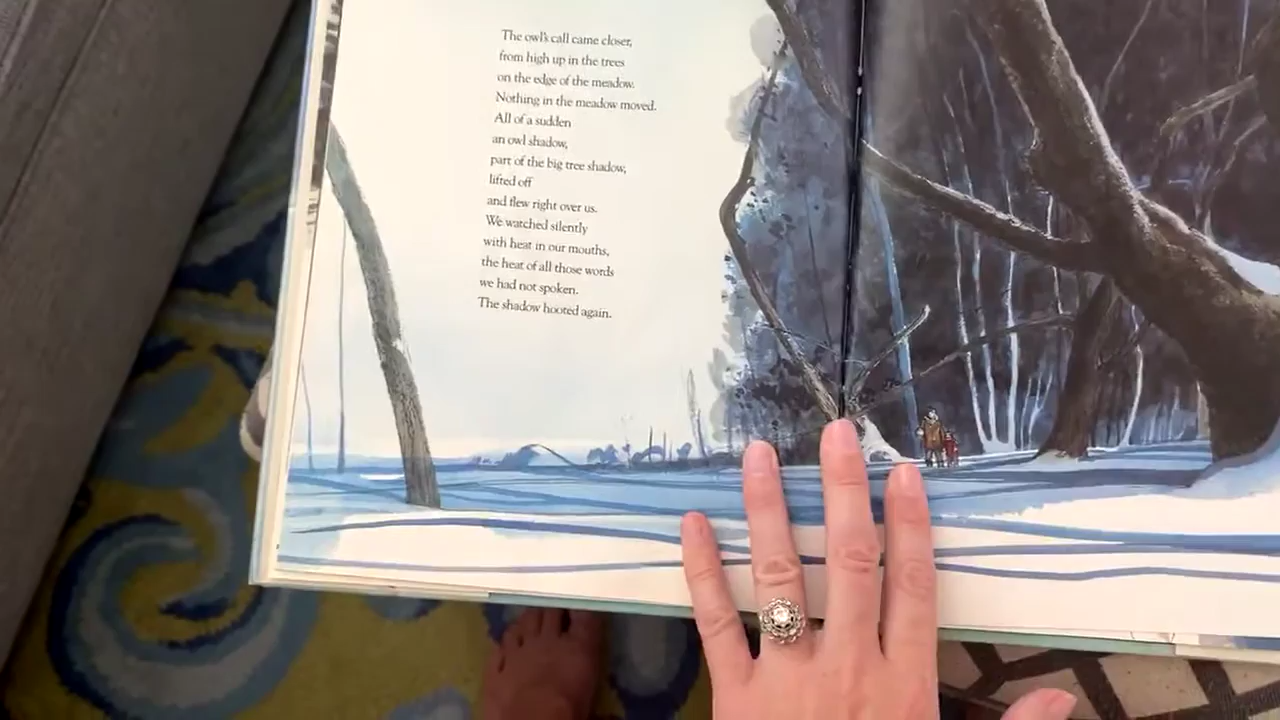 The owl's call came closer,
from high up in the trees
on the edge of the meadow.
Nothing in the meadow moved.
All of a sudden
an owl shadow,
part of the big tree shadow,
lifted off
and flew right over us.
We watched silently
with heat in our mouths,
the heat of all those words
we had not spoken.
The shadow hooted again.